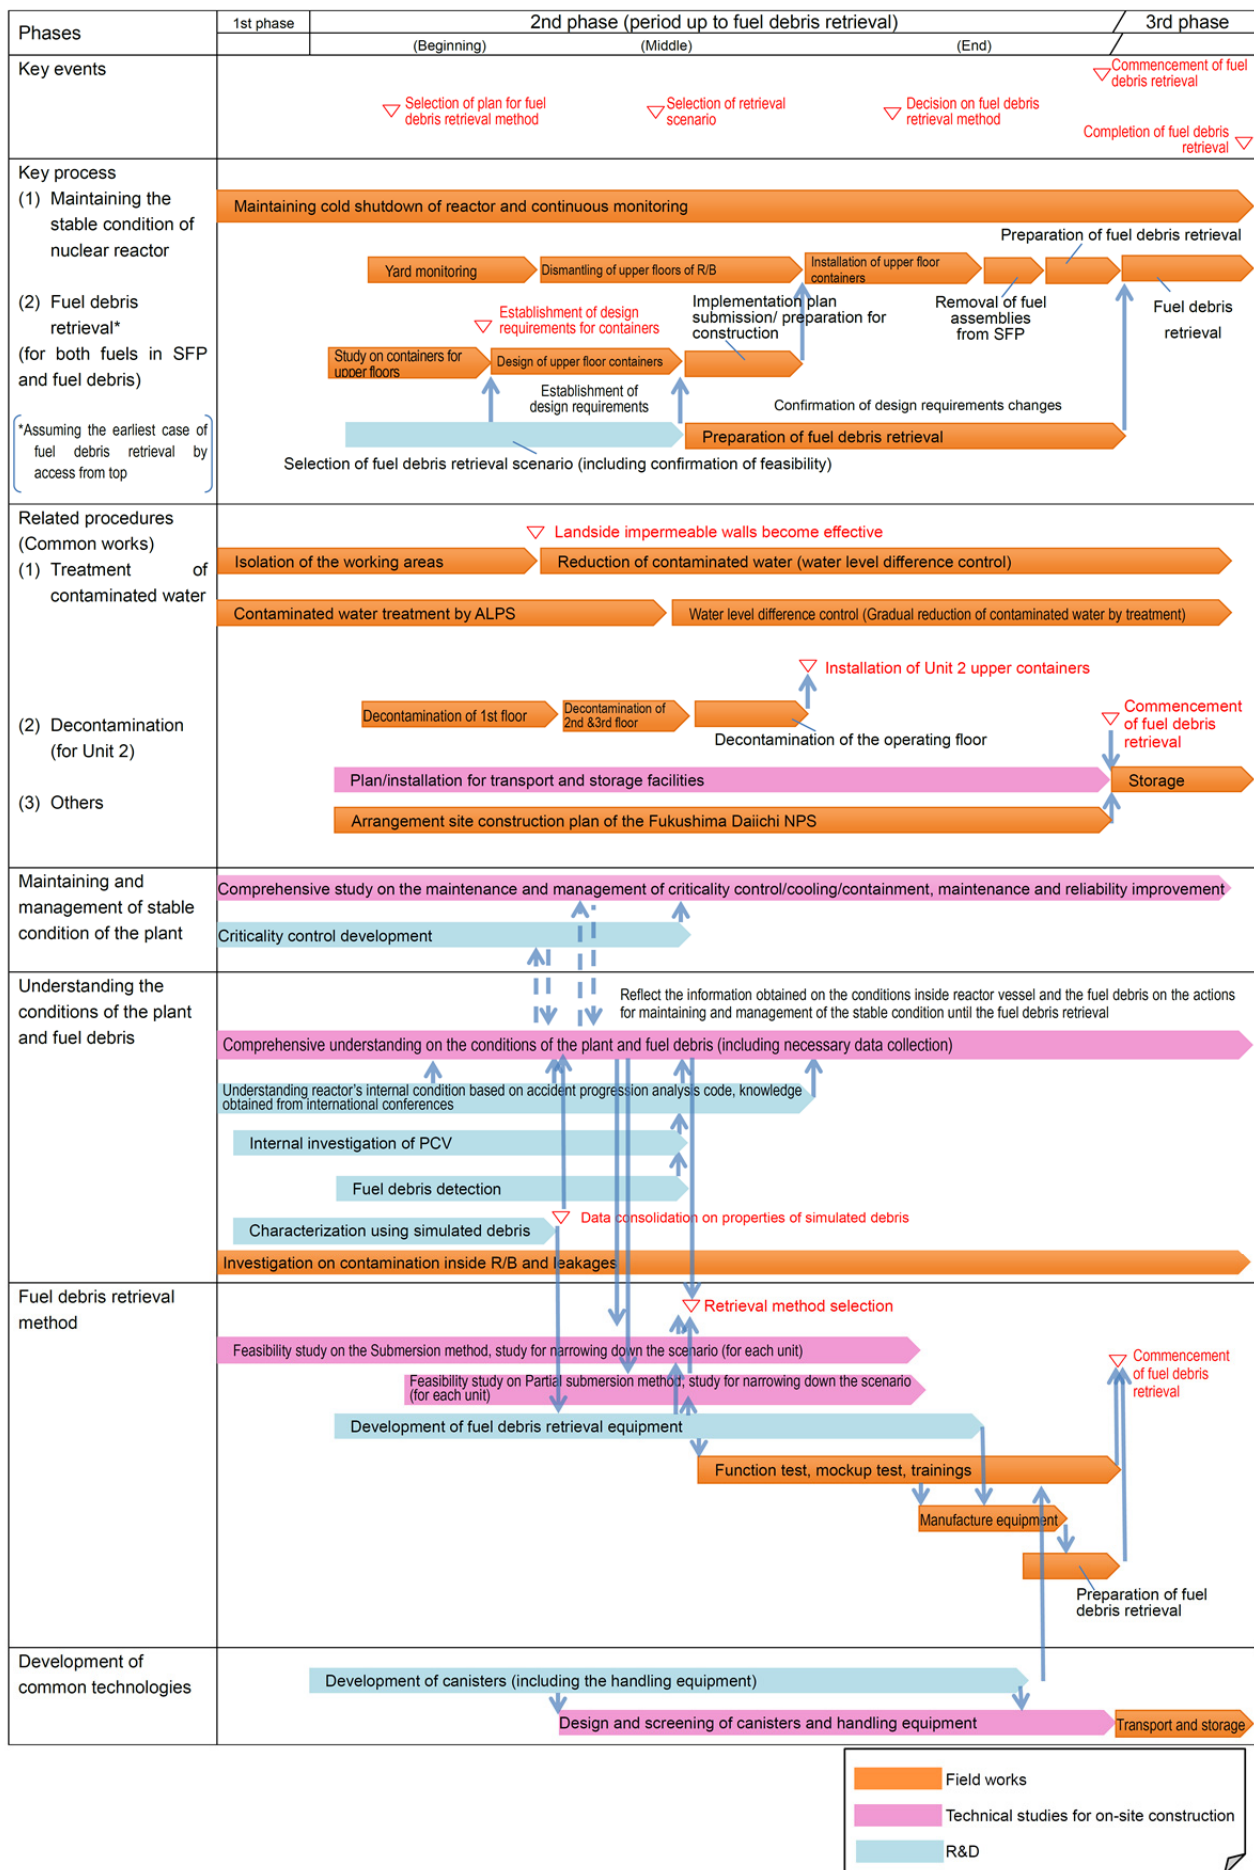 Phases
1st phase
2nd phase (period up to fuel debris retrieval)
3rd phase
(Beginning)
(Middle)
(End)
Key events
Commencement of fuel
debris retrieval
Selection of plan for fuel
debris retrieval method
Selection of retrieval
scenario
Decision on fuel debris
retrieval method
Completion of fuel debris
retrieval
Key process
(1) Maintaining the
stable condition of
nuclear reactor
(2) Fuel debris
retrieval*
(for both fuels in SFP
and fuel debris)
*Assuming the earliest case of
fuel debris retrieval by
access from top
Maintaining cold shutdown of reactor and continuous monitoring
Preparation of fuel debris retrieval
Yard monitoring
Dismantling of upper floors of R/B
Installation of upper floor
containers
Removal of fuel
assemblies
from SFP
Fuel debris
retrieval
Establishment of design
requirements for containers
Implementation plan
submission/ preparation for
construction
Study on containers for
upper floors
Design of upper floor containers
Establishment of
design requirements
Confirmation of design requirements changes
Preparation of fuel debris retrieval
Selection of fuel debris retrieval scenario (including confirmation of feasibility)
Related procedures
(Common works)
(1) Treatment of
contaminated water
(2) Decontamination
(for Unit 2)
(3) Others
Landside impermeable walls become effective
Isolation of the working areas
Reduction of contaminated water (water level difference control)
Contaminated water treatment by ALPS
Water level difference control (Gradual reduction of contaminated water by treatment)
Installation of Unit 2 upper containers
Decontamination of 1st floor
Decontamination of
2nd &3rd floor
Decontamination of the operating floor
Commencement
of fuel debris
retrieval
Plan/installation for transport and storage facilities
Storage
Arrangement site construction plan of the Fukushima Daiichi NPS
Maintaining and
management of stable
condition of the plant
Comprehensive study on the maintenance and management of criticality control/cooling/containment, maintenance and reliability improvement
Criticality control development
Understanding the
conditions of the plant
and fuel debris
Reflect the information obtained on the conditions inside reactor vessel and the fuel debris on the actions
for maintaining and management of the stable condition until the fuel debris retrieval
Comprehensive understanding on the conditions of the plant and fuel debris (including necessary data collection)
Understanding reactor's internal condition based on accident progression analysis code, knowledge
obtained from international conferences
Internal investigation of PCV
Fuel debris detection
Characterization using simulated debris
Data consolidation on properties of simulated debris
Investigation on contamination inside R/B and leakages
Fuel debris retrieval
method
Retrieval method selection
Feasibility study on the Submersion method, study for narrowing down the scenario (for each unit)
Feasibility study on Partial submersion method, study for narrowing down the scenario
(for each unit)
Commencement
of fuel debris
retrieval
Development of fuel debris retrieval equipment
Function test, mockup test, trainings
Manufacture equipment
Preparation of fuel
debris retrieval
Development of
common technologies
Development of canisters (including the handling equipment)
Design and screening of canisters and handling equipment
Transport and storage
Field works
Technical studies for on-site construction
R&D